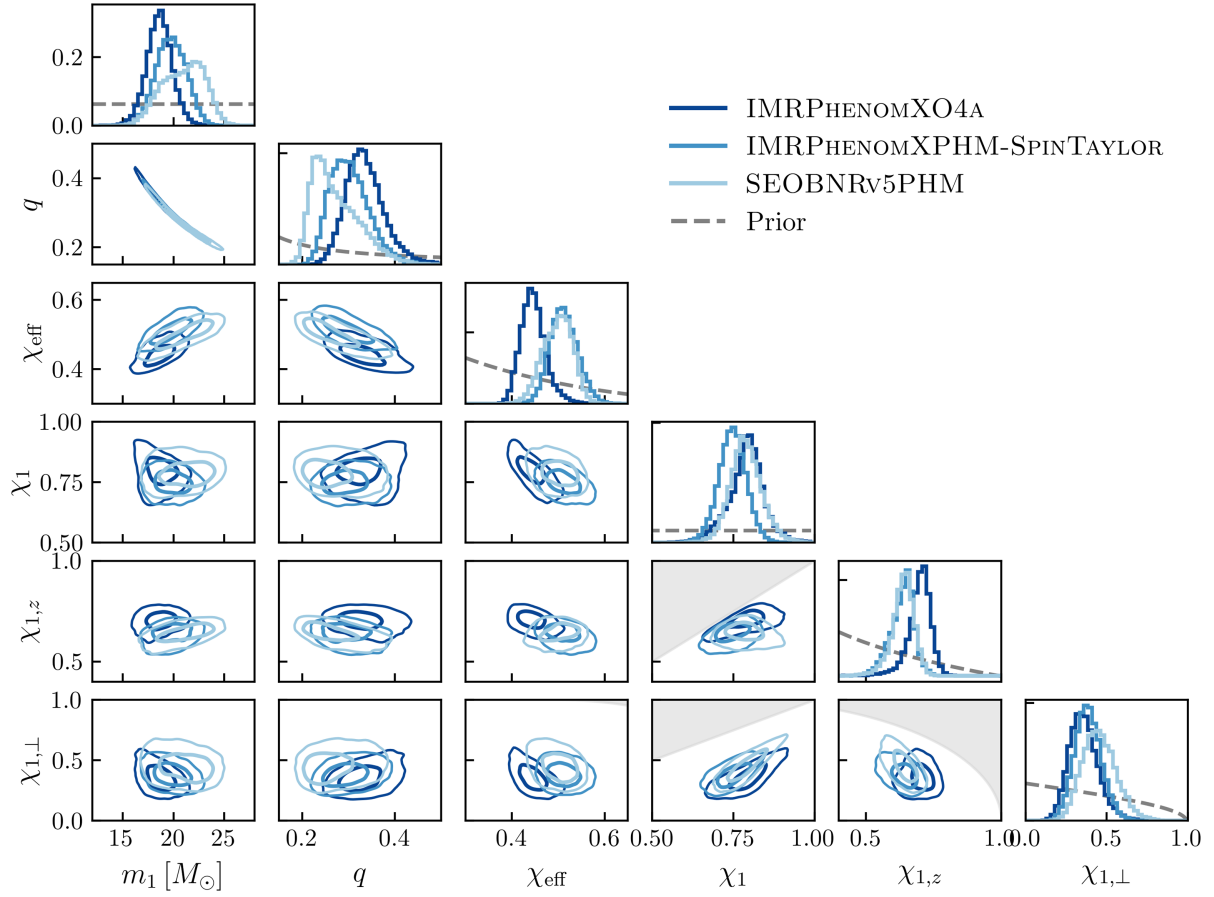 0.2
0.0
IMRPhenomXO4a
IMRPhenomXPHM-SpinTaylor
SEOBNRv5PHM
Prior
0.4
0.2
q
0.6
0.4
χeff
1.00
0.75
0.50
χ1
1.0
0.5
χ1,z
1.0
0.5
0.0
χ1,⊥
15 20 25
0.2 0.4
0.4 0.6
0.50 0.75 1.00
0.5 1.0
0.0 0.5 1.0
m1 [M⊙]
q
χeff
χ1
χ1,z
χ1,⊥